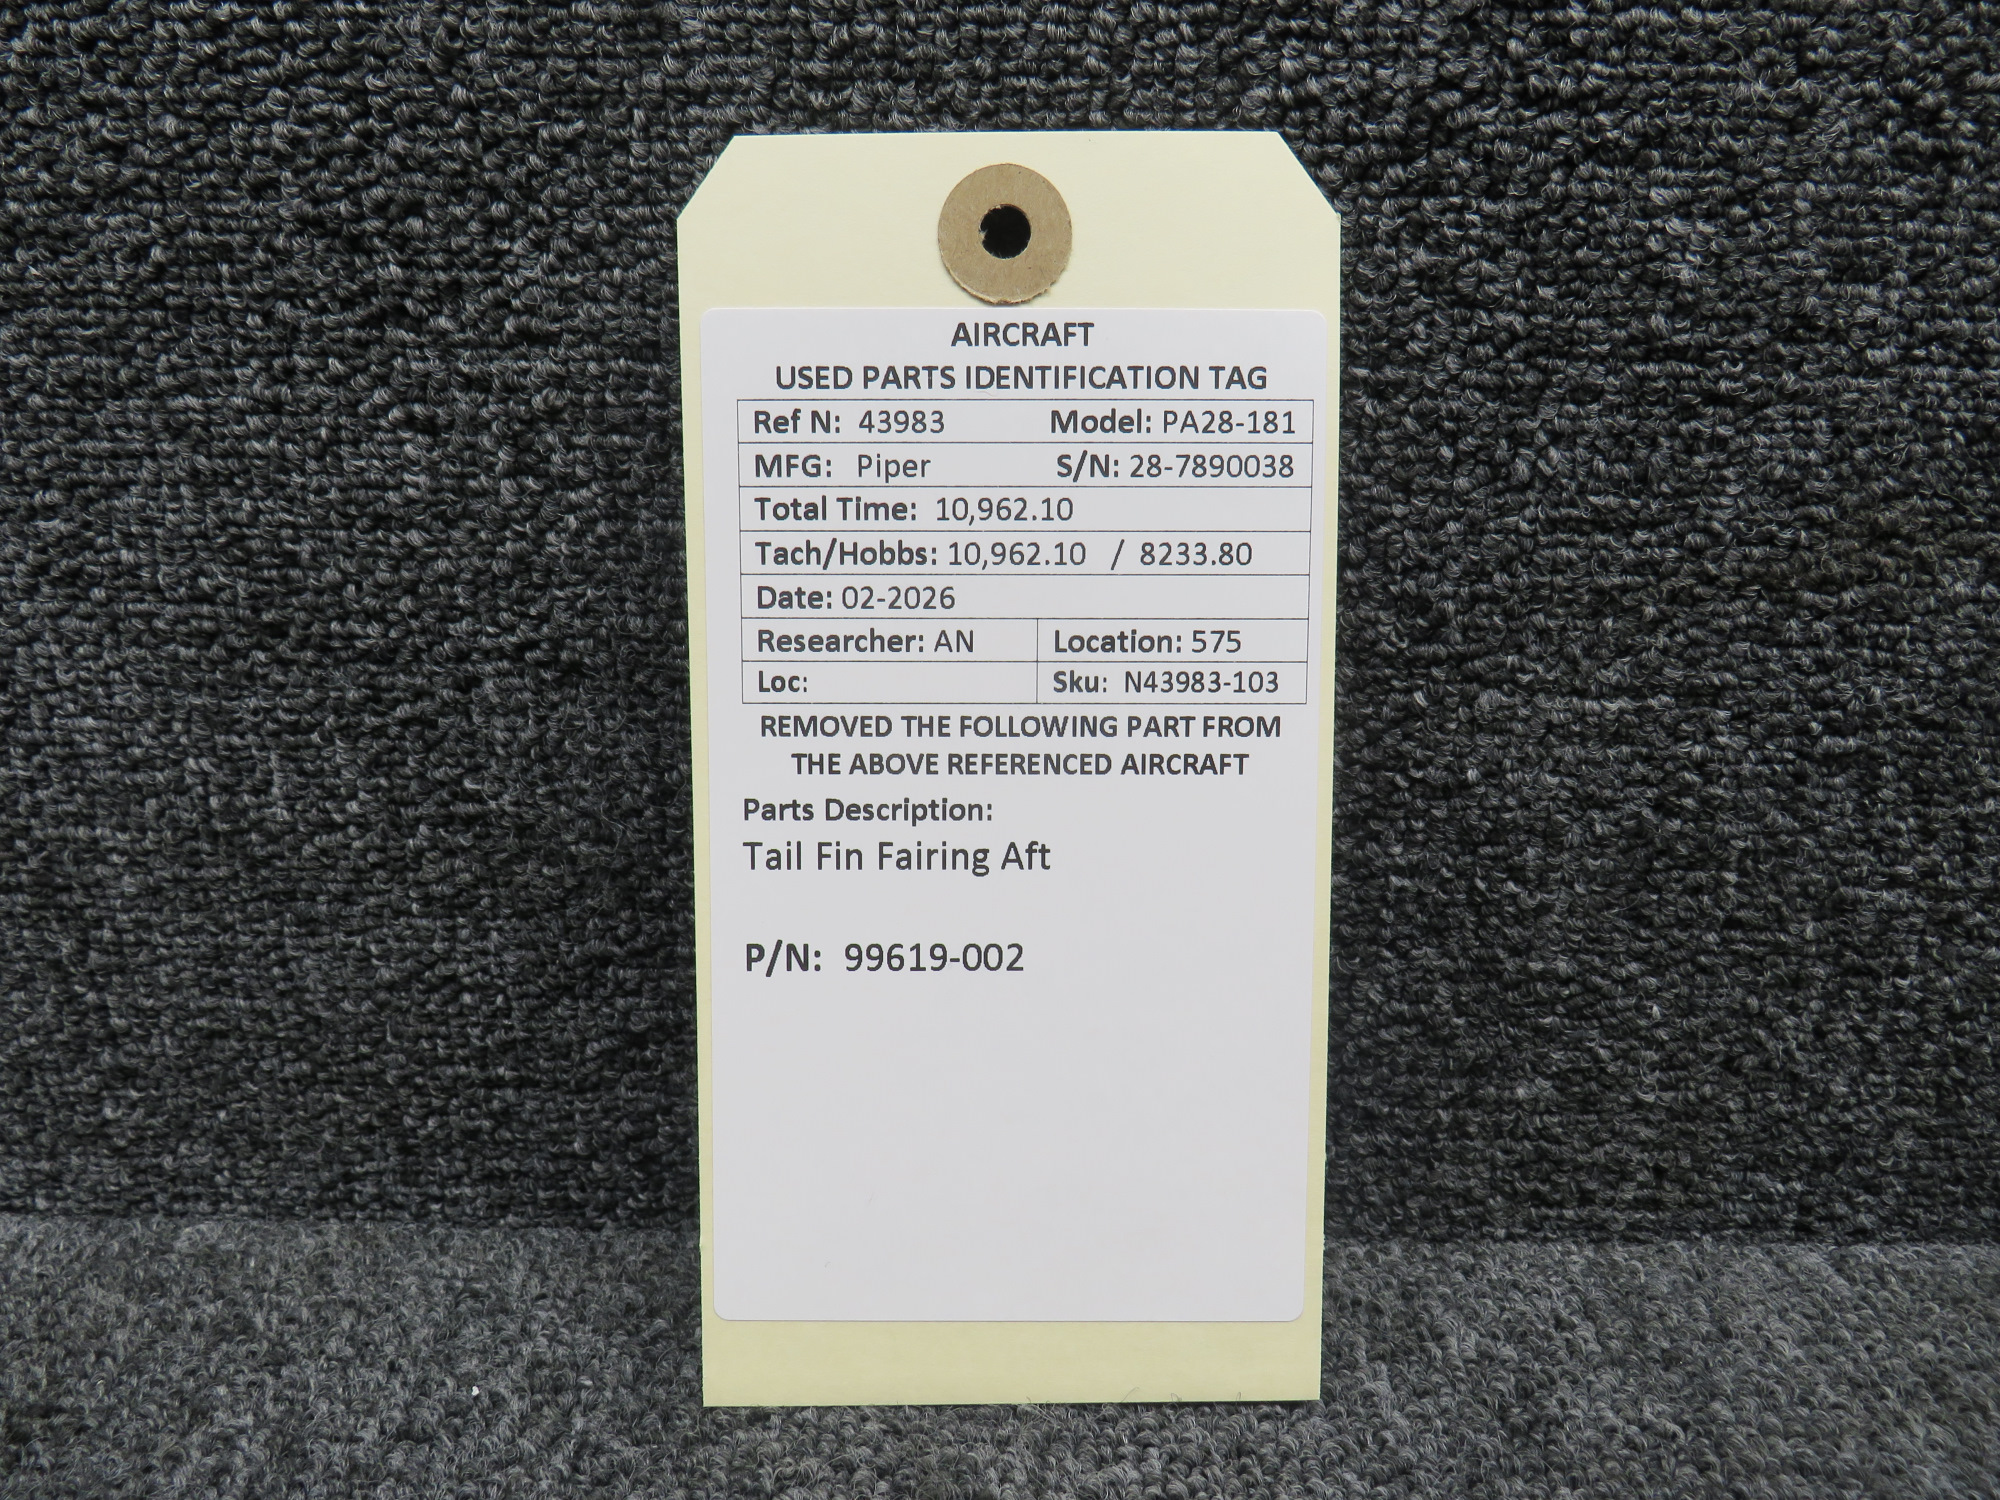 AIRCRAFT
USED PARTS IDENTIFICATION TAG
Ref N: 43983 Model: PA28-181
MFG: Piper S/N: 28-7890038
Total Time: 10,962.10
Tach/Hobbs: 10,962.10 / 8233.80
Date: 02-2026
Researcher: AN Location: 575
Loc: Sku: N43983-103
REMOVED THE FOLLOWING PART FROM
THE ABOVE REFERENCED AIRCRAFT
Parts Description:
Tail Fin Fairing Aft
P/N: 99619-002